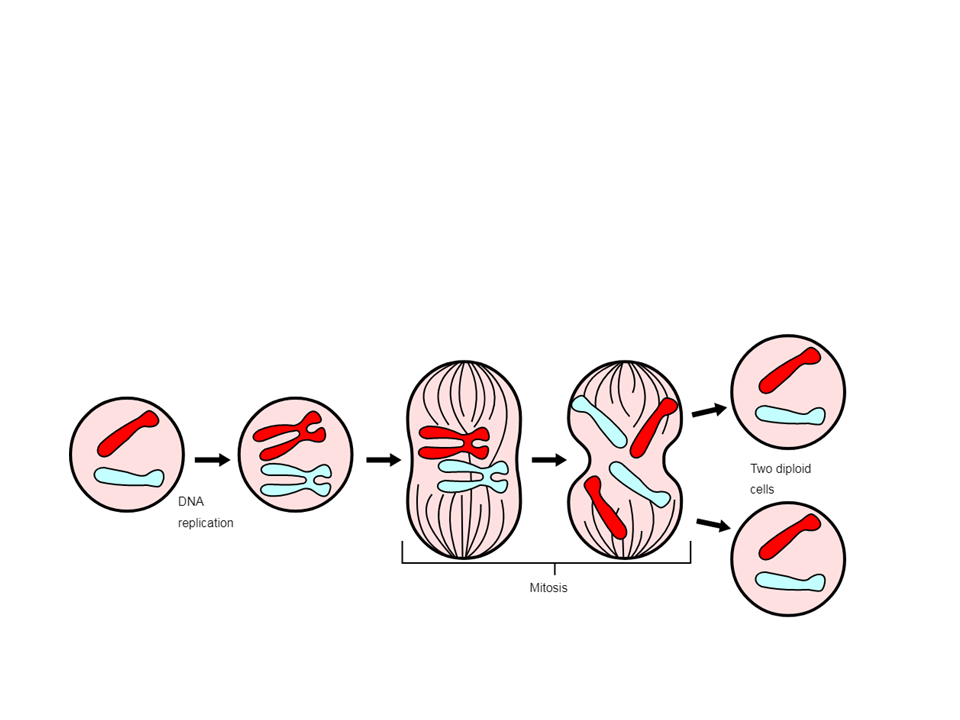 DNA
replication
Mitosis
Two diploid
cells